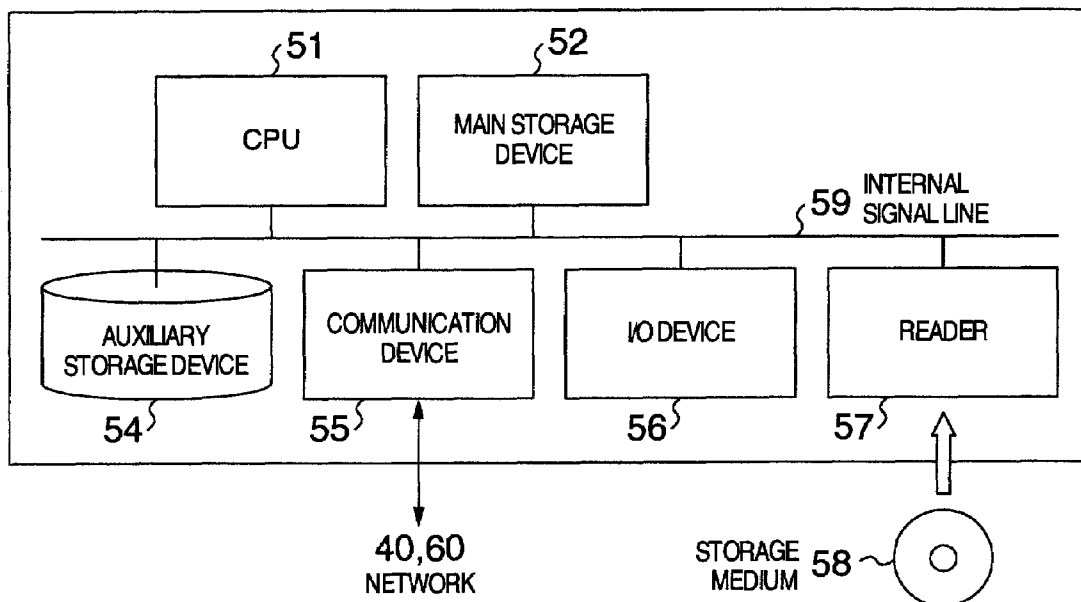 51
52
CPU
MAIN STORAGE
DEVICE
59
INTERNAL
SIGNAL LINE
AUXILIARY
STORAGE DEVICE
COMMUNICATION
DEVICE
I/O DEVICE
READER
54
55
56
57
40,60
NETWORK
STORAGE
MEDIUM
58